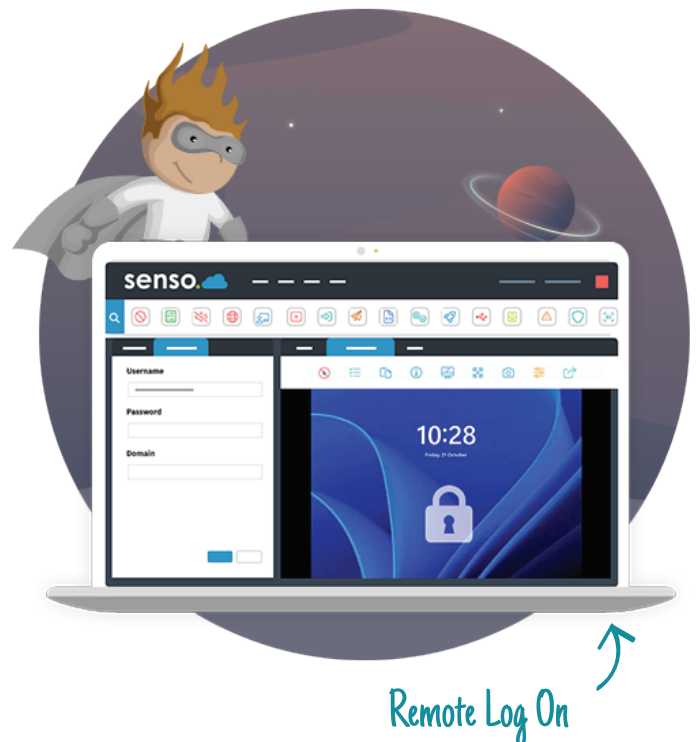 senso.
Username
Password
Domain
10:28
Friday 21 October
Remote Log On